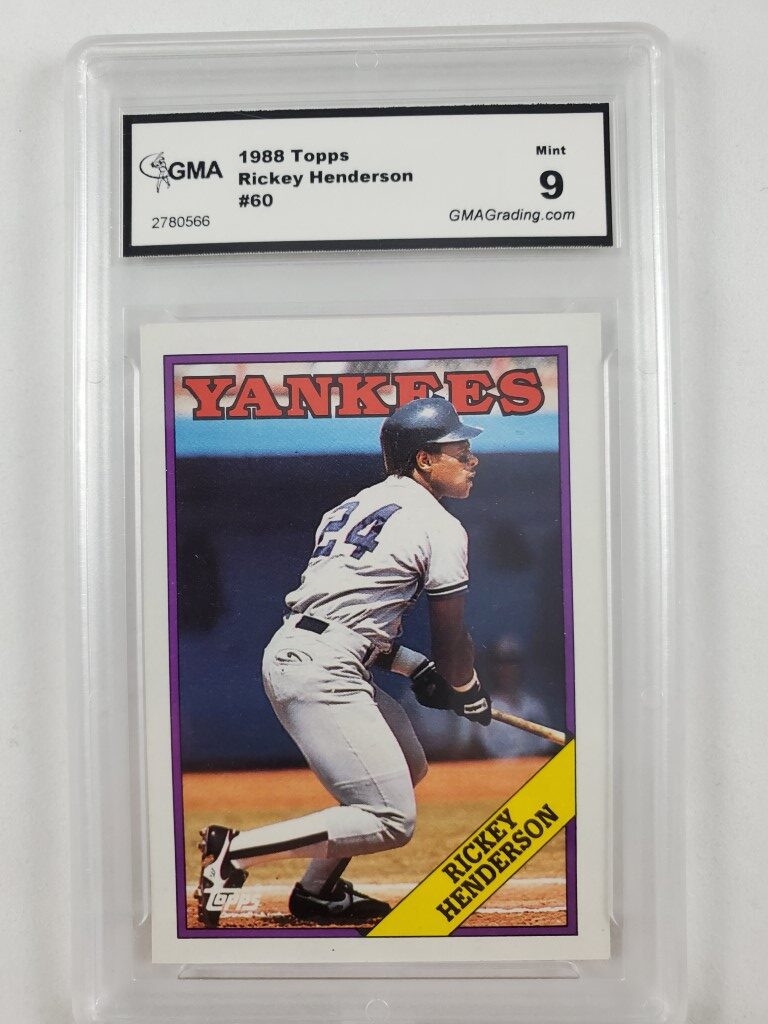 GMA
1988 Topps
Rickey Henderson
#60
2780566
Mint
9
GMAGrading.com
YANKEES
24
RICKEY
HENDERSON
Topps